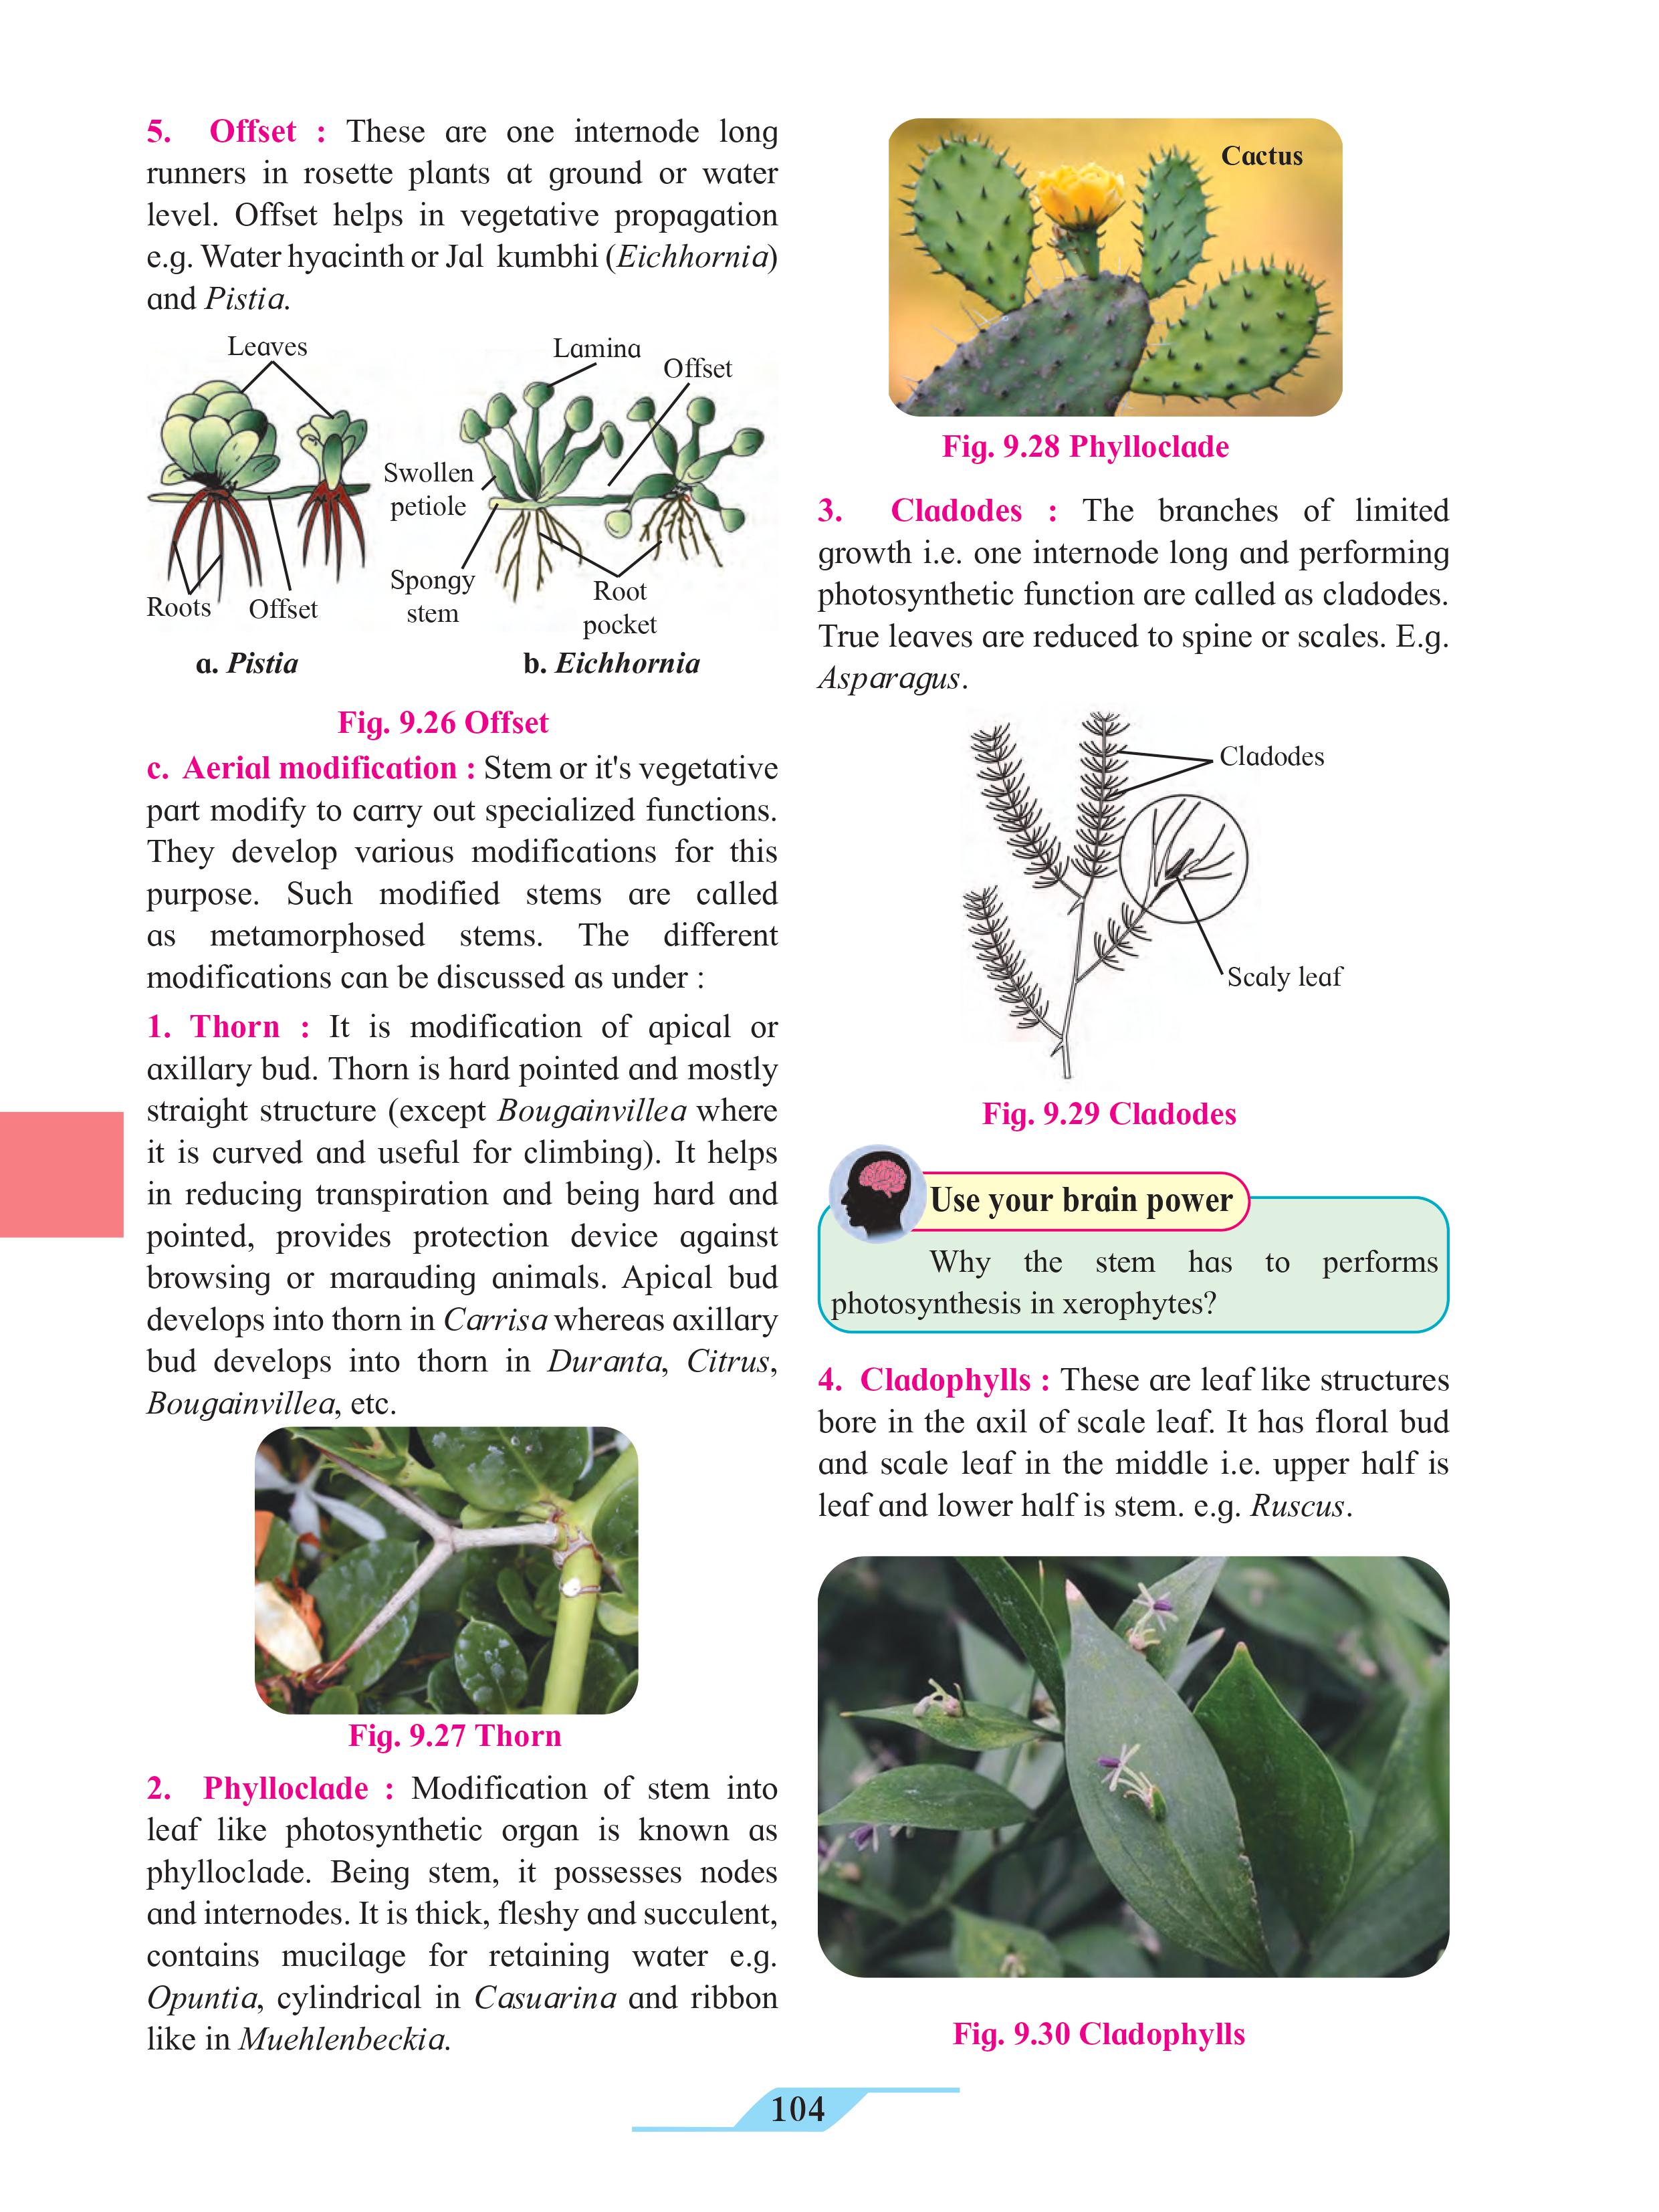 5. Offset : These are one internode long
runners in rosette plants at ground or water
level. Offset helps in vegetative propagation
e.g. Water hyacinth or Jal kumbhi (Eichhornia)
and Pistia.
Leaves
Lamina
Offset
Swollen
petiole
Spongy
stem
Root
pocket
Roots
Offset
a. Pistia
b. Eichhornia
Fig. 9.26 Offset
c. Aerial modification : Stem or it's vegetative
part modify to carry out specialized functions.
They develop various modifications for this
purpose. Such modified stems are called
as metamorphosed stems. The different
modifications can be discussed as under :
1. Thorn : It is modification of apical or
axillary bud. Thorn is hard pointed and mostly
straight structure (except Bougainvillea where
it is curved and useful for climbing). It helps
in reducing transpiration and being hard and
pointed, provides protection device against
browsing or marauding animals. Apical bud
develops into thorn in Carrisa whereas axillary
bud develops into thorn in Duranta, Citrus,
Bougainvillea, etc.
Fig. 9.27 Thorn
2. Phylloclade : Modification of stem into
leaf like photosynthetic organ is known as
phylloclade. Being stem, it possesses nodes
and internodes. It is thick, fleshy and succulent,
contains mucilage for retaining water e.g.
Opuntia, cylindrical in Casuarina and ribbon
like in Muehlenbeckia.
Cactus
Fig. 9.28 Phylloclade
3. Cladodes : The branches of limited
growth i.e. one internode long and performing
photosynthetic function are called as cladodes.
True leaves are reduced to spine or scales. E.g.
Asparagus.
Cladodes
Scaly leaf
Fig. 9.29 Cladodes
Use your brain power
Why the stem has to performs
photosynthesis in xerophytes?
4. Cladophylls : These are leaf like structures
bore in the axil of scale leaf. It has floral bud
and scale leaf in the middle i.e. upper half is
leaf and lower half is stem. e.g. Ruscus.
Fig. 9.30 Cladophylls
104